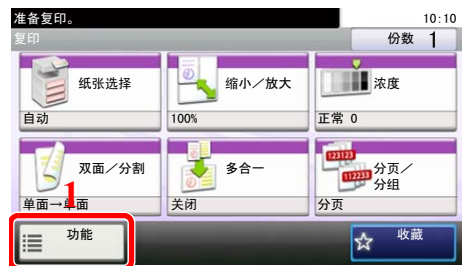 准备复印。 10:10
复印 份数 1
纸张选择 缩小／放大 浓度
自动 100% 正常 0
双面／分割 多合一 123123 112233 分页／
分组
单面→单面 关闭 分页
1
功能 收藏